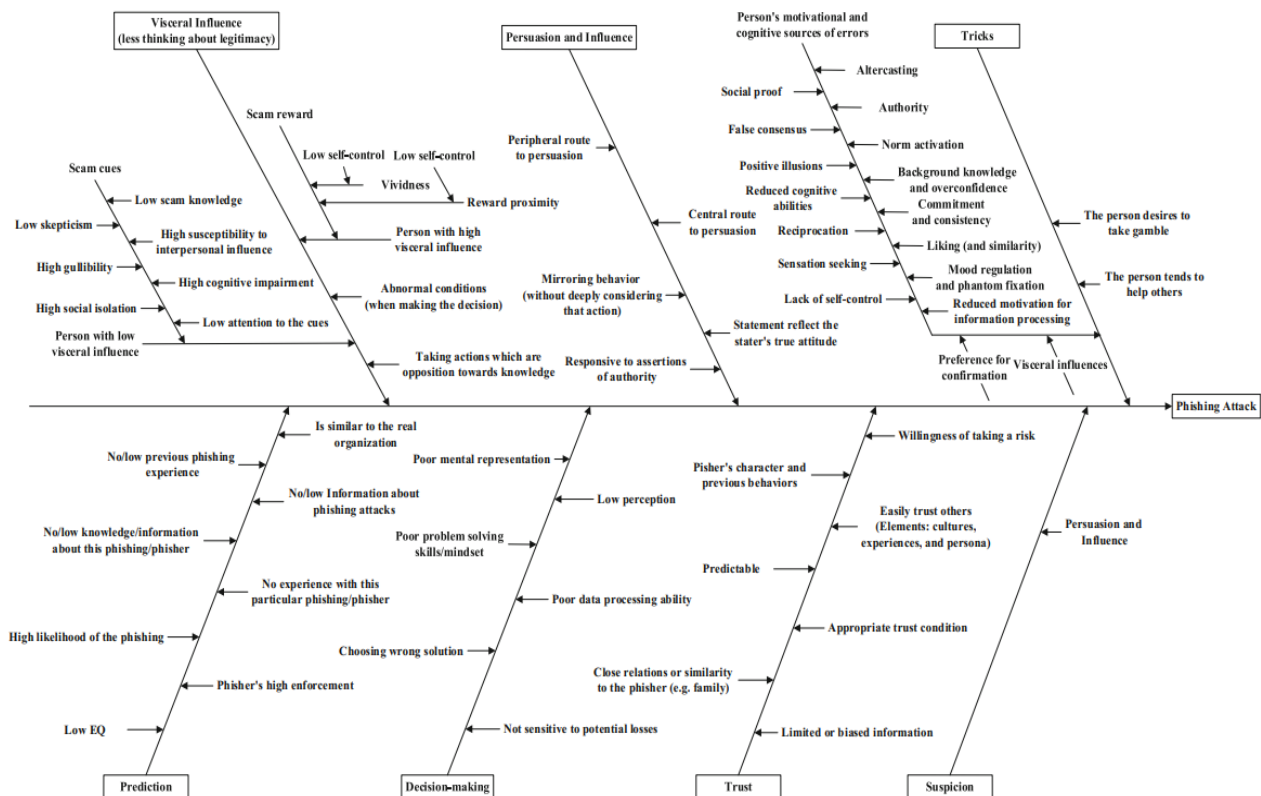 Visceral Influence
(less thinking about legitimacy)
Scam reward
Low self-control
Low self-control
Vividness
Reward proximity
Person with high
visceral influence
Scam cues
Low scam knowledge
Low skepticism
High susceptibility to
interpersonal influence
High gullibility
High cognitive impairment
High social isolation
Low attention to the cues
Person with low
visceral influence
Abnormal conditions
(when making the decision)
Taking actions which are
opposition towards knowledge
Persuasion and Influence
Peripheral route
to persuasion
Central route
to persuasion
Mirroring behavior
(without deeply considering
that action)
Statement reflect the
stater's true attitude
Responsive to assertions
of authority
Person's motivational and
cognitive sources of errors
Altercasting
Social proof
Authority
False consensus
Norm activation
Positive illusions
Background knowledge
and overconfidence
Reduced cognitive
abilities
Commitment
and consistency
Reciprocation
Liking (and similarity)
Sensation seeking
Mood regulation
and phantom fixation
Lack of self-control
Reduced motivation for
information processing
Preference for
confirmation
Visceral influences
Tricks
The person desires to
take gamble
The person tends to
help others
Phishing Attack
Is similar to the real
organization
No/low previous phishing
experience
No/low Information about
phishing attacks
No/low knowledge/information
about this phishing/phisher
No experience with this
particular phishing/phisher
High likelihood of the phishing
Phisher's high enforcement
Low EQ
Prediction
Poor mental representation
Low perception
Poor problem solving
skills/mindset
Poor data processing ability
Choosing wrong solution
Not sensitive to potential losses
Decision-making
Willingness of taking a risk
Pisher's character and
previous behaviors
Easily trust others
(Elements: cultures,
experiences, and persona)
Predictable
Appropriate trust condition
Close relations or similarity
to the phisher (e.g. family)
Limited or biased information
Trust
Persuasion and
Influence
Suspicion